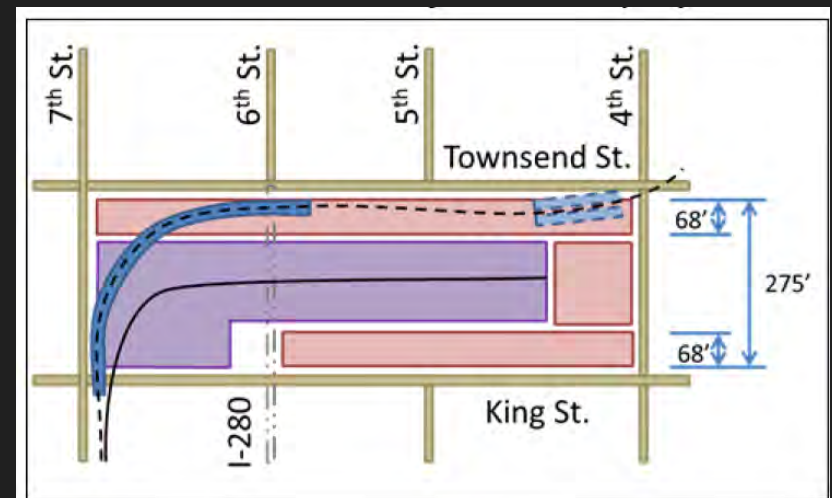 7th St.
6th St.
5th St.
4th St.
Townsend St.
68’
275’
68’
I-280
King St.